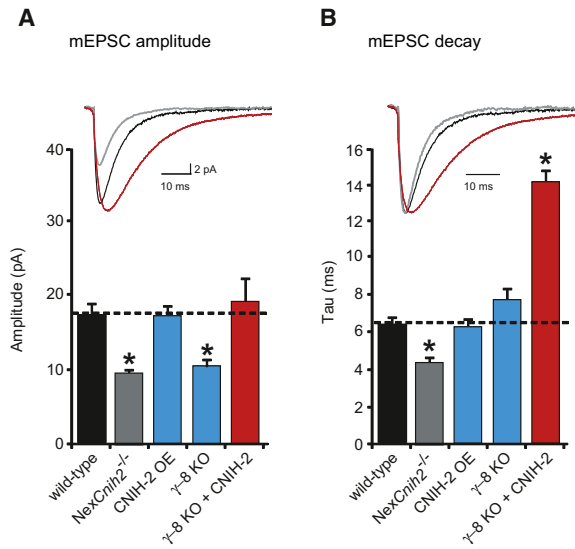 A
mEPSC amplitude
2 pA
10 ms
Amplitude (pA)
40
30
20
10
0
*
*
wild-type
NexCnih2-/-
CNIH-2 OE
γ-8 KO
γ-8 KO + CNIH-2
B
mEPSC decay
10 ms
Tau (ms)
16
14
12
10
8
6
4
2
0
*
*
wild-type
NexCnih2-/-
CNIH-2 OE
γ-8 KO
γ-8 KO + CNIH-2